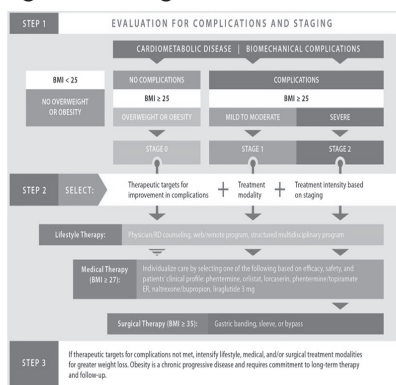 STEP 1
EVALUATION FOR COMPLICATIONS AND STAGING
CARDIOMETABOLIC DISEASE | BIOMECHANICAL COMPLICATIONS
BMI < 25
NO OVERWEIGHT
OR OBESITY
NO COMPLICATIONS
BMI ≥ 25
OVERWEIGHT OR OBESITY
STAGE 0
COMPLICATIONS
BMI ≥ 25
MILD TO MODERATE
SEVERE
STAGE 1
STAGE 2
STEP 2
SELECT:
Therapeutic targets for
improvement in complications
+
Treatment
modality
+
Treatment intensity based
on staging
Lifestyle Therapy:
Physician/RD counseling, web/remote program, structured multidisciplinary program
Medical Therapy
(BMI ≥ 27):
Individualize care by selecting one of the following based on efficacy, safety, and
patients' clinical profile: phentermine, orlistat, lorcaserin, phentermine/topiramate
ER, naltrexone/bupropion, liraglutide 3 mg
Surgical Therapy (BMI ≥ 35):
Gastric banding, sleeve, or bypass
STEP 3
If therapeutic targets for complications not met, intensify lifestyle, medical, and/or surgical treatment modalities
for greater weight loss. Obesity is a chronic progressive disease and requires commitment to long-term therapy
and follow-up.